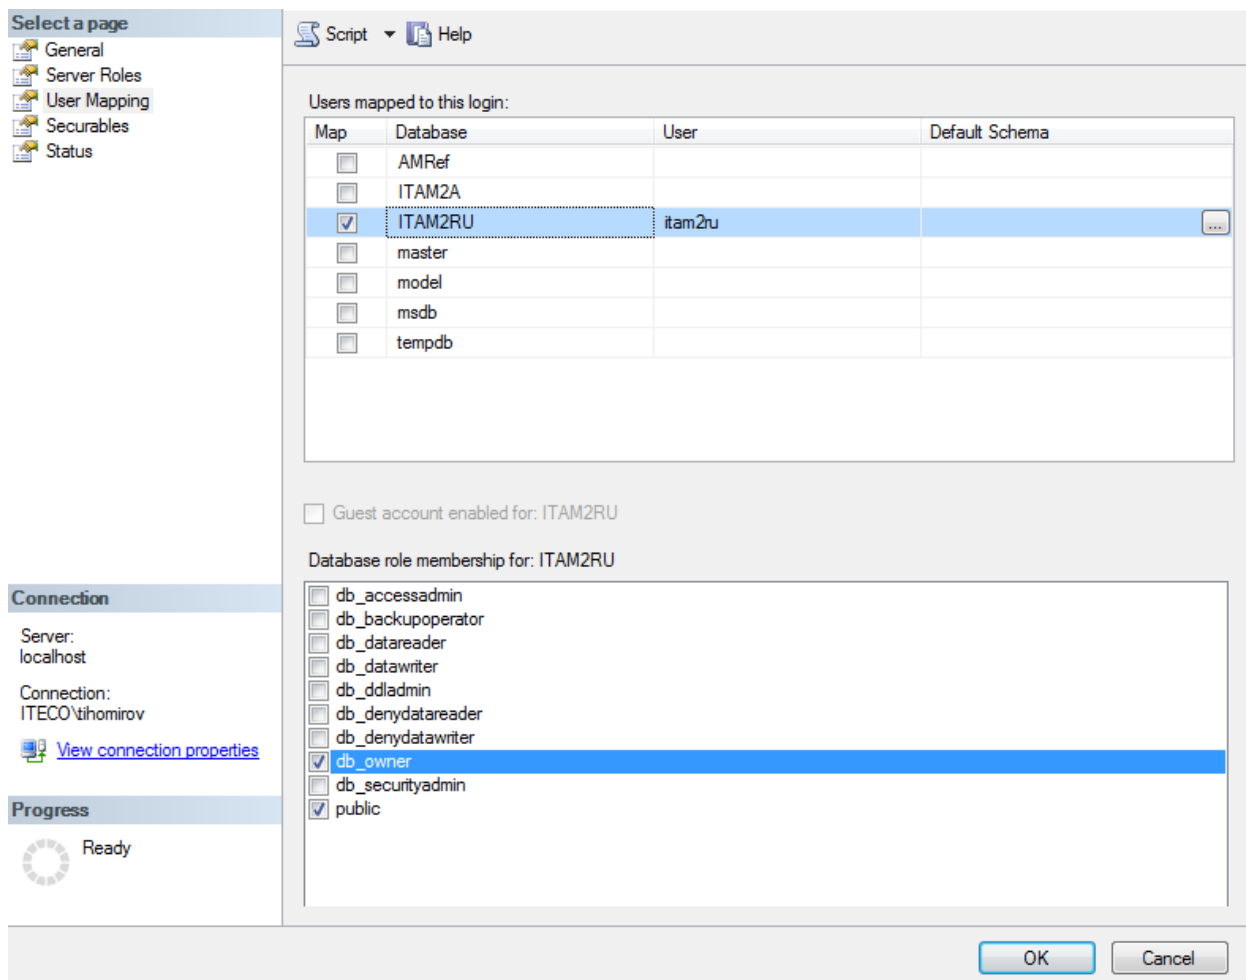 Select a page
General
Server Roles
User Mapping
Securables
Status
Script Help
Users mapped to this login:
Map Database User Default Schema
AMRef
ITAM2A
ITAM2RU itam2ru ...
master
model
msdb
tempdb
Guest account enabled for: ITAM2RU
Database role membership for: ITAM2RU
db_accessadmin
db_backupoperator
db_datareader
db_datawriter
db_ddladmin
db_denydatareader
db_denydatawriter
db_owner
db_securityadmin
public
Connection
Server:
localhost
Connection:
ITECO\tihomirov
View connection properties
Progress
Ready
OK Cancel